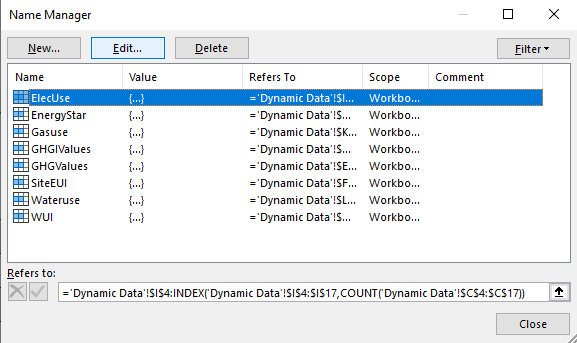 Name Manager
New... Edit... Delete Filter
Name Value Refers To Scope Comment
ElecUse {...} ='Dynamic Data'!$I... Workbo...
EnergyStar {...} ='Dynamic Data'!$... Workbo...
Gasuse {...} ='Dynamic Data'!$K... Workbo...
GHGIValues {...} ='Dynamic Data'!$... Workbo...
GHGValues {...} ='Dynamic Data'!$E... Workbo...
SiteEUI {...} ='Dynamic Data'!$F... Workbo...
Wateruse {...} ='Dynamic Data'!$L... Workbo...
WUI {...} ='Dynamic Data'!$... Workbo...
Refers to:
='Dynamic Data'!$I$4:INDEX('Dynamic Data'!$I$4:$I$17,COUNT('Dynamic Data'!$C$4:$C$17))
Close